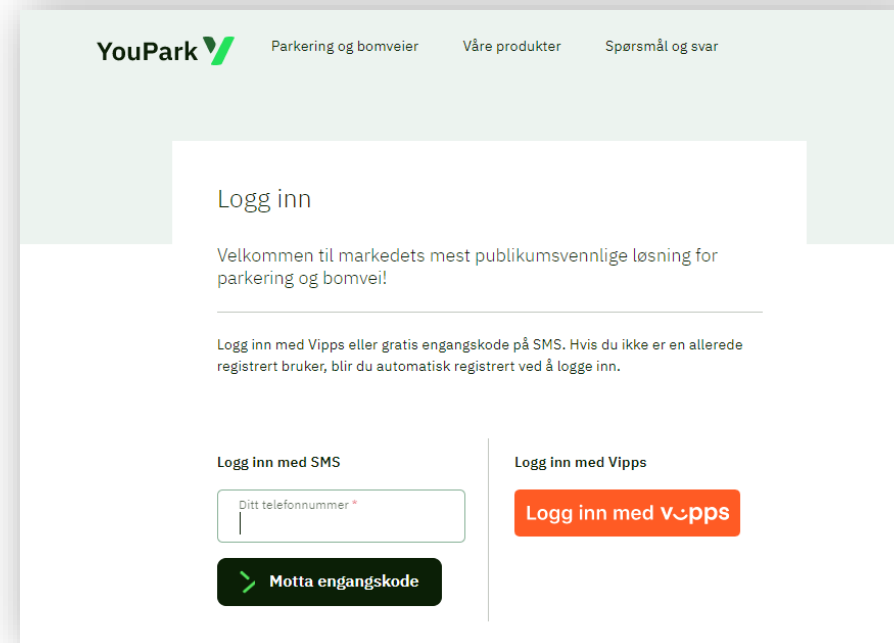 YouPark
Parkering og bomveier
Våre produkter
Spørsmål og svar
Logg inn
Velkommen til markedets mest publikumsvennlige løsning for
parkering og bomvei!
Logg inn med Vipps eller gratis engangskode på SMS. Hvis du ikke er en allerede
registrert bruker, blir du automatisk registrert ved å logge inn.
Logg inn med SMS
Ditt telefonnummer *
Motta engangskode
Logg inn med Vipps
Logg inn med vipps